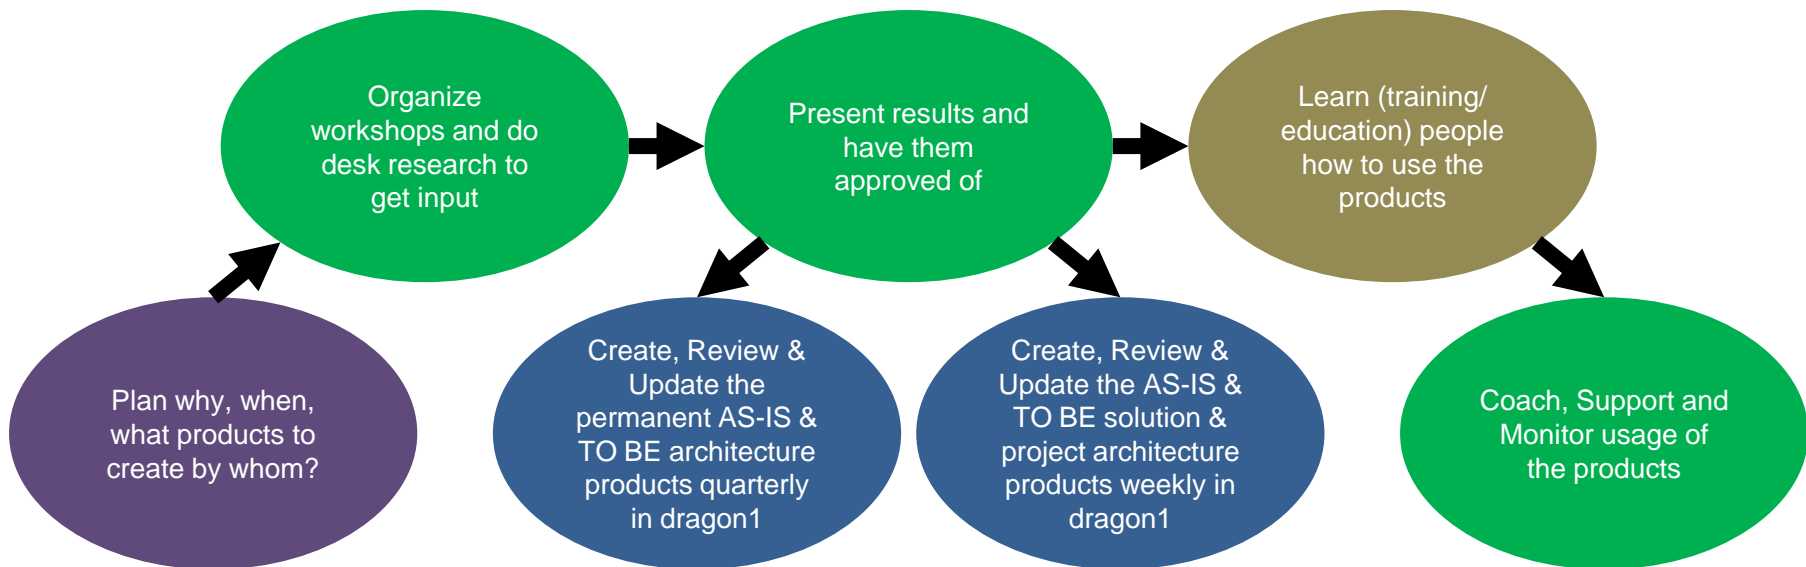 Organize
workshops and do
desk research to
get input
Present results and
have them
approved of
Learn (training/
education) people
how to use the
products
Plan why, when,
what products to
create by whom?
Create, Review &
Update the
permanent AS-IS &
TO BE architecture
products quarterly
in dragon1
Create, Review &
Update the AS-IS &
TO BE solution &
project architecture
products weekly in
dragon1
Coach, Support and
Monitor usage of
the products